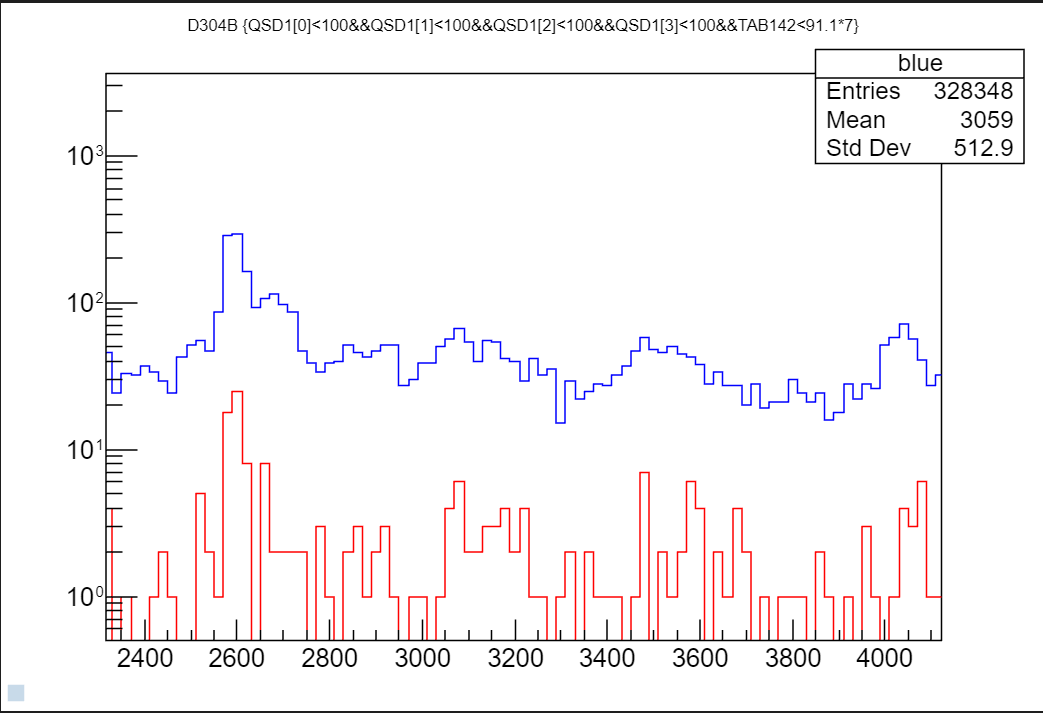 D304B {QSD1[0]<100&&QSD1[1]<100&&QSD1[2]<100&&QSD1[3]<100&&TAB142<91.1*7}
blue
Entries 328348
Mean 3059
Std Dev 512.9
10³
10²
10¹
10⁰
2400 2600 2800 3000 3200 3400 3600 3800 4000